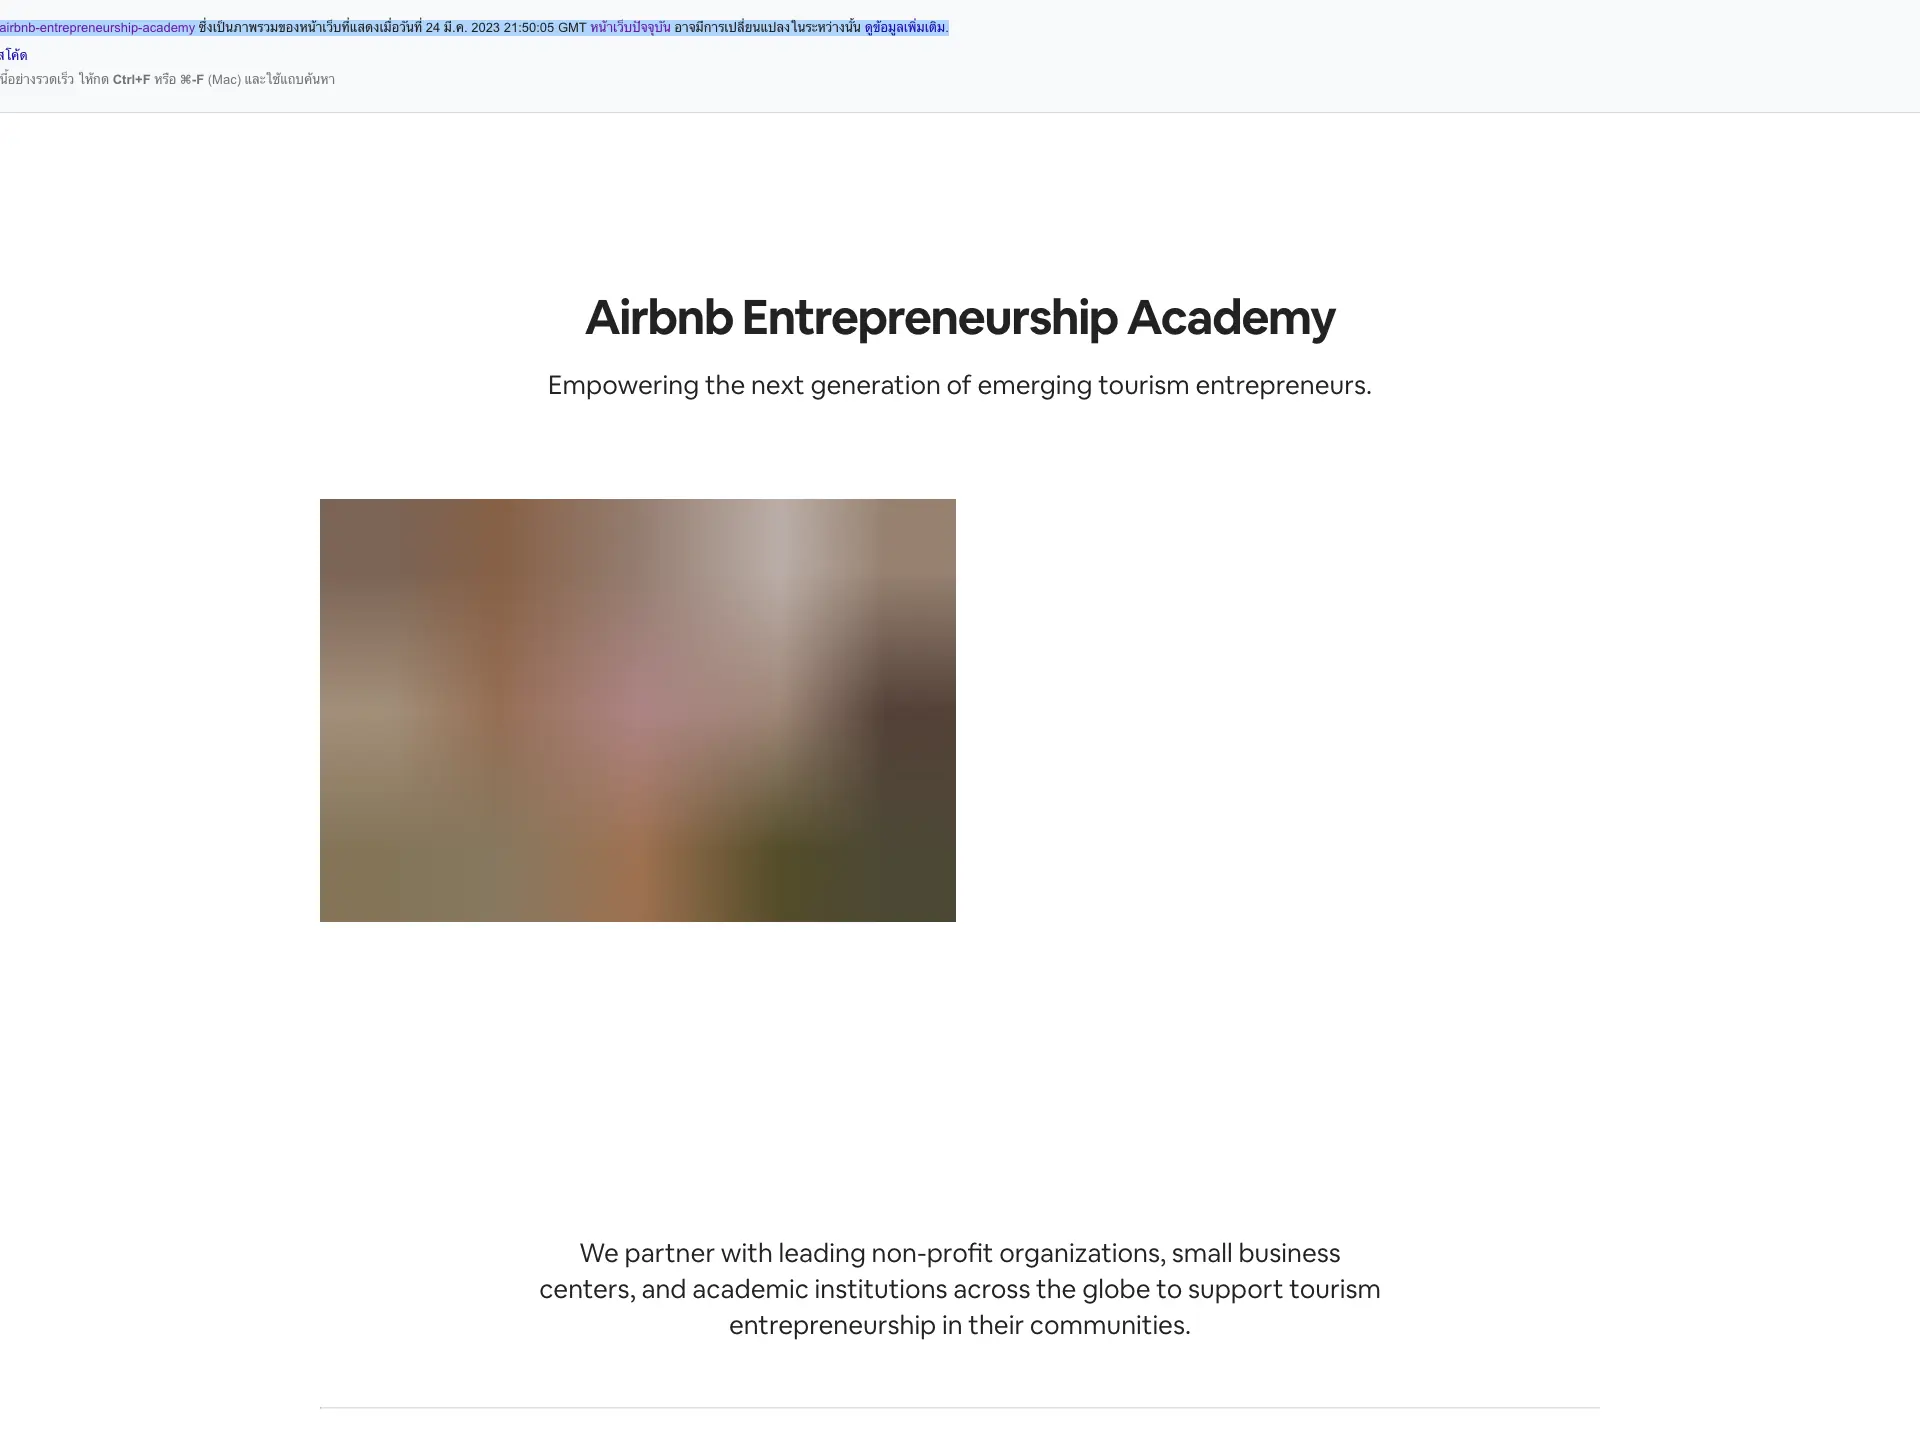 airbnb-entrepreneurship-academy ซึ่งเป็นภาพรวมของหน้าเว็บที่แสดงเมื่อวันที่ 24 มี.ค. 2023 21:50:05 GMT หน้าเว็บปัจจุบัน อาจมีการเปลี่ยนแปลงในระหว่างนั้น ดูข้อมูลเพิ่มเติม.
สโค้ด
นี้อย่างรวดเร็ว ให้กด Ctrl+F หรือ ⌘-F (Mac) และใช้แถบค้นหา
Airbnb Entrepreneurship Academy
Empowering the next generation of emerging tourism entrepreneurs.
We partner with leading non-profit organizations, small business
centers, and academic institutions across the globe to support tourism
entrepreneurship in their communities.